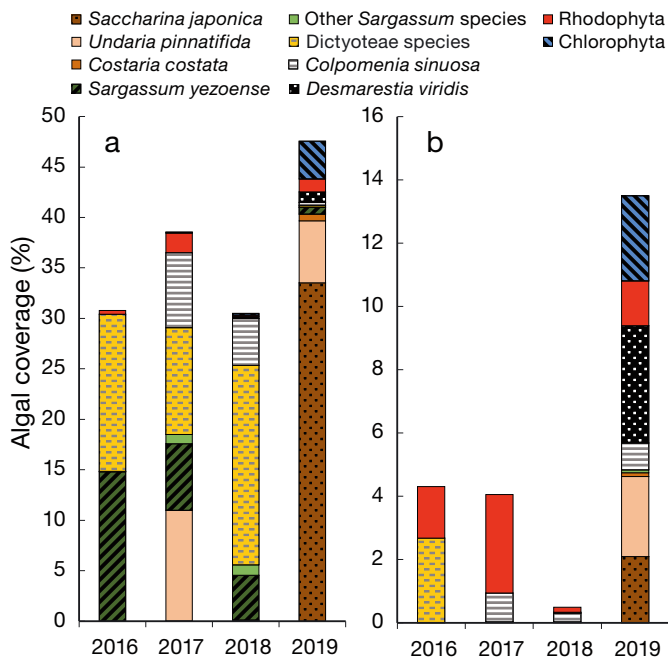 Saccharina japonica
Other Sargassum species
Rhodophyta
Undaria pinnatifida
Dictyoteae species
Chlorophyta
Costaria costata
Colpomenia sinuosa
Sargassum yezoense
Desmarestia viridis
Algal coverage (%)
a
50
45
40
35
30
25
20
15
10
5
0
2016 2017 2018 2019
b
16
14
12
10
8
6
4
2
0
2016 2017 2018 2019